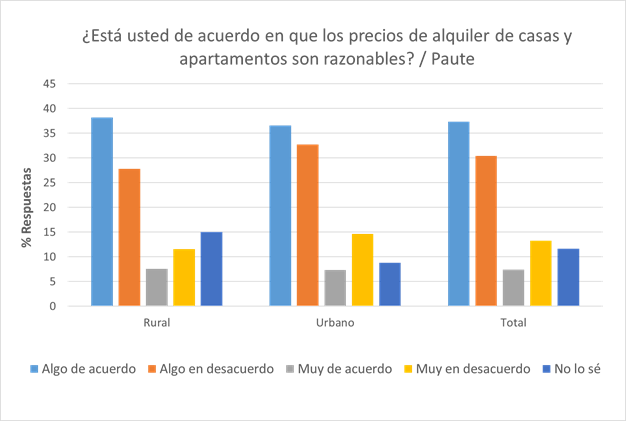 ¿Está usted de acuerdo en que los precios de alquiler de casas y
apartamentos son razonables? / Paute
45
40
35
30
25
20
15
10
5
0
% Respuestas
Rural Urbano Total
Algo de acuerdo Algo en desacuerdo Muy de acuerdo Muy en desacuerdo No lo sé